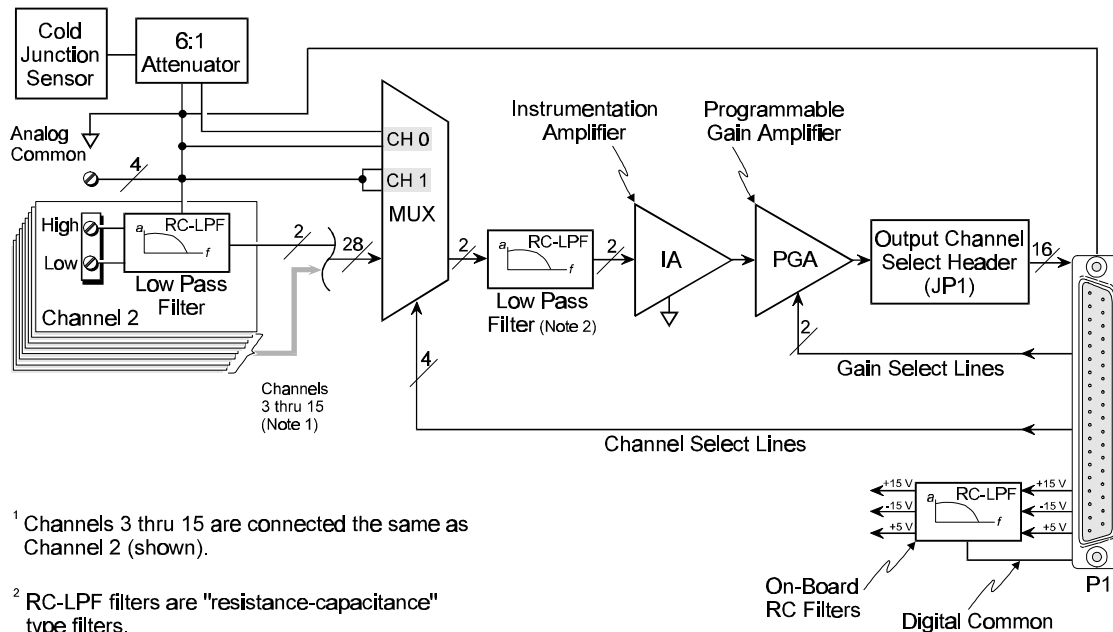 Cold
Junction
Sensor
6:1
Attenuator
Analog
Common
4
CH 0
CH 1
MUX
High
Low
RC-LPF
a
f
Low Pass
Filter
Channel 2
2
28
Channels
3 thru 15
(Note 1)
2
RC-LPF
a
f
Low Pass
Filter (Note 2)
2
Instrumentation
Amplifier
IA
Programmable
Gain Amplifier
PGA
Output Channel
Select Header
(JP1)
16
2
Gain Select Lines
4
Channel Select Lines
+15 V
-15 V
+5 V
RC-LPF
a
f
+15 V
-15 V
+5 V
On-Board
RC Filters
Digital Common
P1
1 Channels 3 thru 15 are connected the same as
Channel 2 (shown).
2 RC-LPF filters are "resistance-capacitance"
type filters.